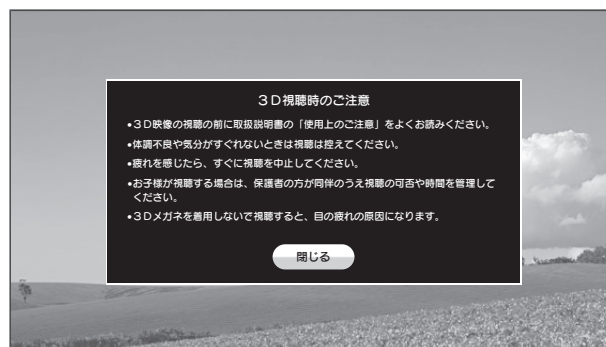 3D視聴時のご注意
•3D映像の視聴の前に取扱説明書の「使用上のご注意」をよくお読みください。
•体調不良や気分がすぐれないときは視聴は控えてください。
•疲れを感じたら、すぐに視聴を中止してください。
•お子様が視聴する場合は、保護者の方が同伴のうえ視聴の可否や時間を管理して
ください。
•3Dメガネを着用しないで視聴すると、目の疲れの原因になります。
閉じる